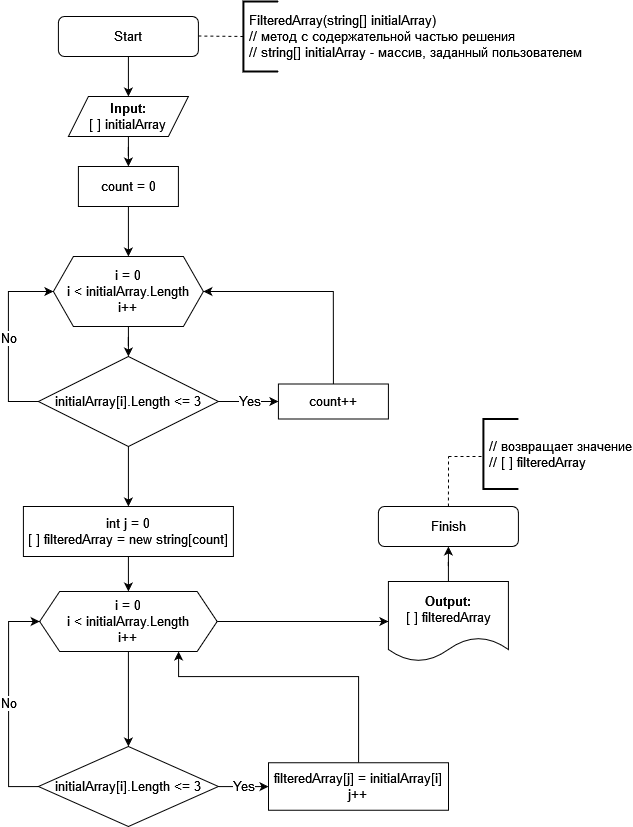 Start
FilteredArray(string[] initialArray)
// метод с содержательной частью решения
// string[] initialArray - массив, заданный пользователем
Input:
[ ] initialArray
count = 0
i = 0
i < initialArray.Length
i++
No
initialArray[i].Length <= 3
Yes
count++
// возвращает значение
// [ ] filteredArray
int j = 0
[ ] filteredArray = new string[count]
Finish
i = 0
i < initialArray.Length
i++
Output:
[ ] filteredArray
No
initialArray[i].Length <= 3
Yes
filteredArray[j] = initialArray[i]
j++